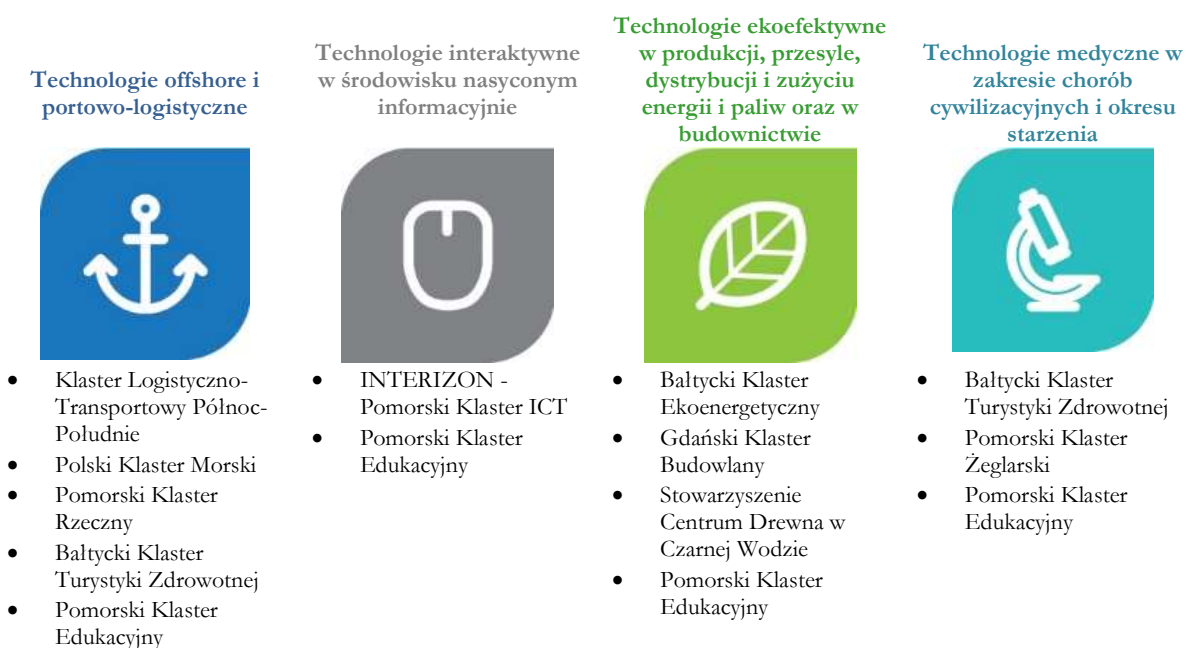 Technologie offshore i
portowo-logistyczne
Klaster Logistyczno-
Transportowy Północ-
Południe
Polski Klaster Morski
Pomorski Klaster
Rzeczny
Bałtycki Klaster
Turystyki Zdrowotnej
Pomorski Klaster
Edukacyjny
Technologie interaktywne
w środowisku nasyconym
informacyjnie
INTERIZON -
Pomorski Klaster ICT
Pomorski Klaster
Edukacyjny
Technologie ekoefektywne
w produkcji, przesyle,
dystrybucji i zużyciu
energii i paliw oraz w
budownictwie
Bałtycki Klaster
Ekoenergetyczny
Gdański Klaster
Budowlany
Stowarzyszenie
Centrum Drewna w
Czarnej Wodzie
Pomorski Klaster
Edukacyjny
Technologie medyczne w
zakresie chorób
cywilizacyjnych i okresu
starzenia
Bałtycki Klaster
Turystyki Zdrowotnej
Pomorski Klaster
Żeglarski
Pomorski Klaster
Edukacyjny